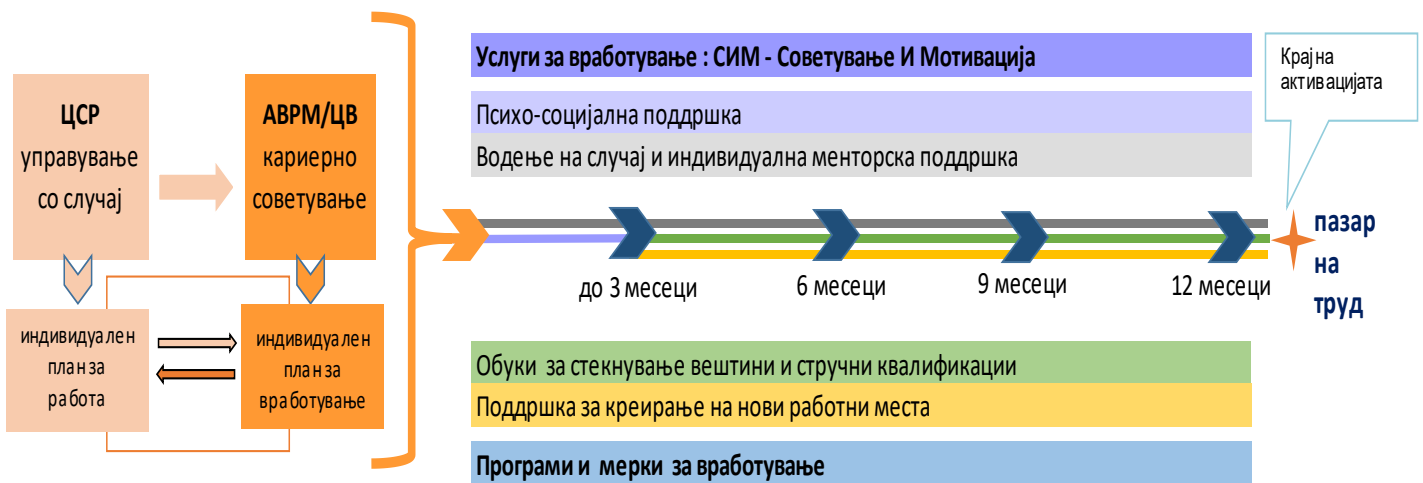 ЦСР
управување
со случај
АВРМ/ЦВ
кариерно
советување
индивидуален
план за
работа
индивидуален
план за
вработување
Услуги за вработување : СИМ - Советување И Мотивација
Психо-социјална поддршка
Водење на случај и индивидуална менторска поддршка
Крај на
активацијата
до 3 месеци
6 месеци
9 месеци
12 месеци
пазар
на
труд
Обуки за стекнување вештини и стручни квалификации
Поддршка за креирање на нови работни места
Програми и мерки за вработување